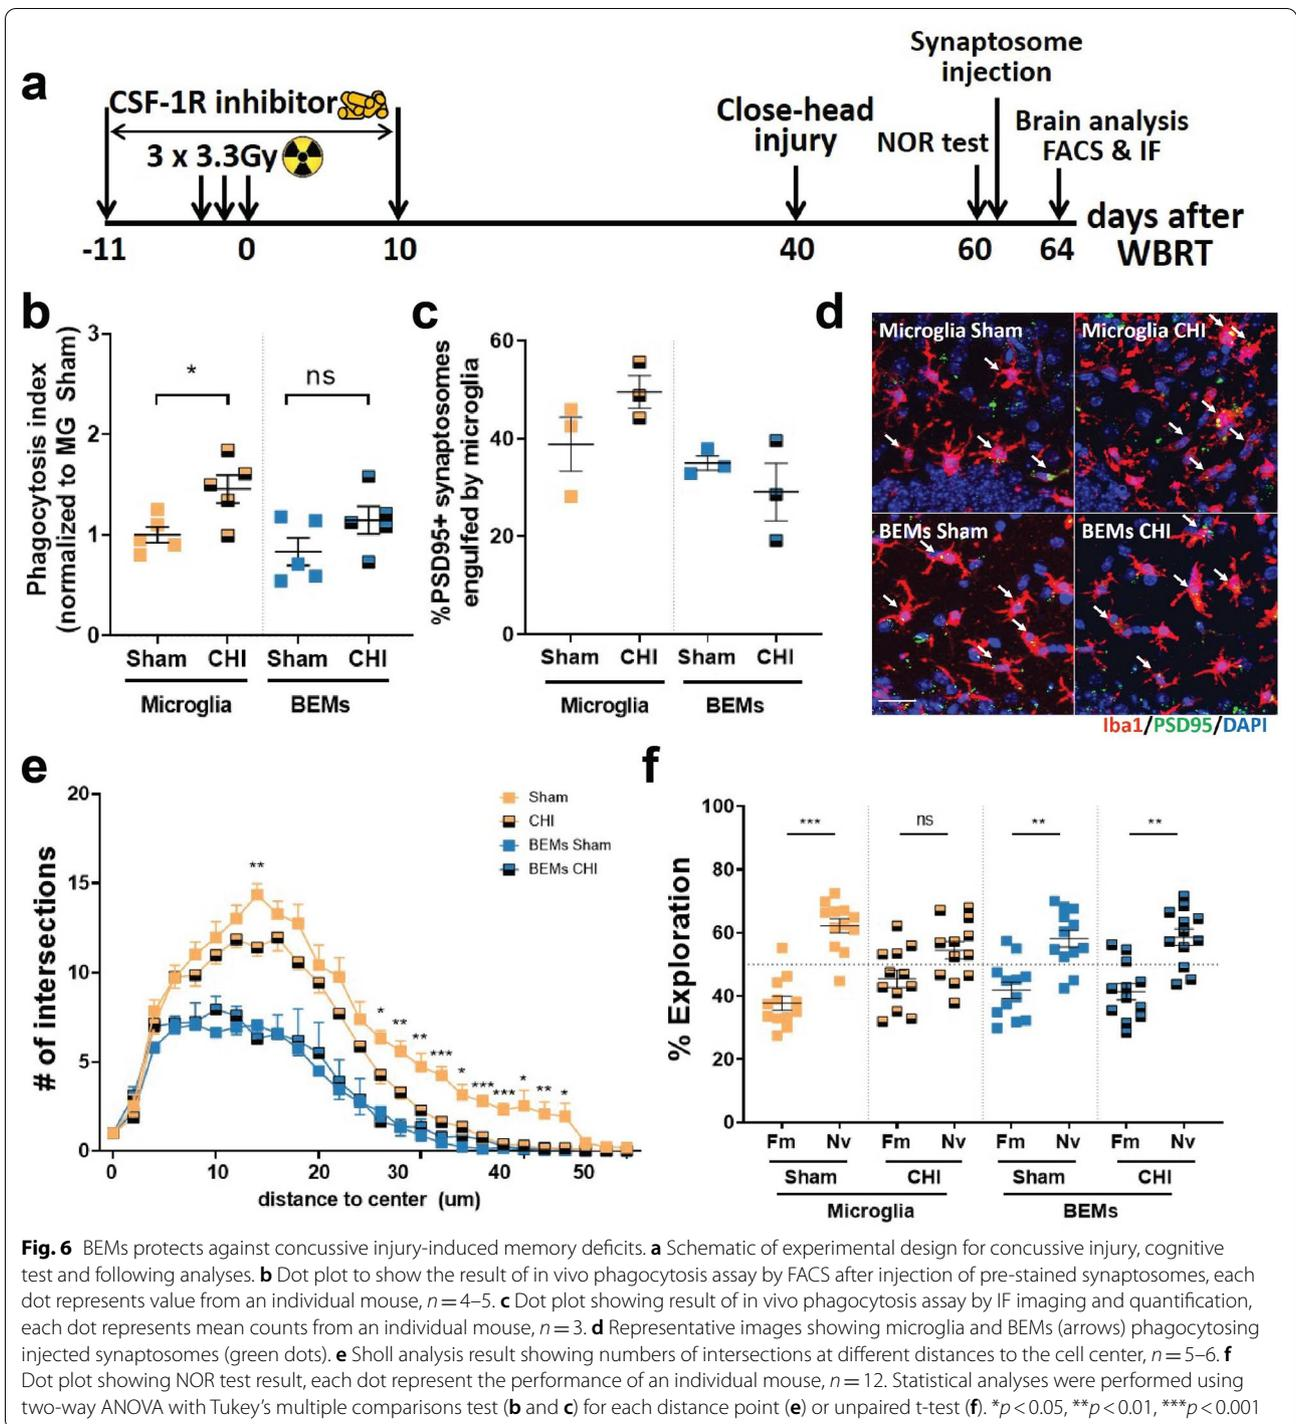 a
CSF-1R inhibitor
3 x 3.3Gy
Close-head
injury
NOR test
Synaptosome
injection
Brain analysis
FACS & IF
-11
0
10
40
60
64
days after
WBRT
b
Phagocytosis index
(normalized to MG Sham)
3
2
1
0
*
ns
Sham
CHI
Sham
CHI
Microglia
BEMs
c
%PSD95+ synaptosomes
engulfed by microglia
60
40
20
0
Sham
CHI
Sham
CHI
Microglia
BEMs
d
Microglia Sham
Microglia CHI
BEMs Sham
BEMs CHI
Iba1/PSD95/DAPI
e
# of intersections
20
15
10
5
0
Sham
CHI
BEMs Sham
BEMs CHI
**
*
**
**
***
*
***
***
*
**
*
0
10
20
30
40
50
distance to center (um)
f
% Exploration
100
80
60
40
20
0
***
ns
**
**
Fm
Nv
Fm
Nv
Fm
Nv
Fm
Nv
Sham
CHI
Sham
CHI
Microglia
BEMs
Fig. 6 BEMs protects against concussive injury-induced memory deficits. a Schematic of experimental design for concussive injury, cognitive
test and following analyses. b Dot plot to show the result of in vivo phagocytosis assay by FACS after injection of pre-stained synaptosomes, each
dot represents value from an individual mouse, n = 4–5. c Dot plot showing result of in vivo phagocytosis assay by IF imaging and quantification,
each dot represents mean counts from an individual mouse, n = 3. d Representative images showing microglia and BEMs (arrows) phagocytosing
injected synaptosomes (green dots). e Sholl analysis result showing numbers of intersections at different distances to the cell center, n = 5–6. f
Dot plot showing NOR test result, each dot represent the performance of an individual mouse, n = 12. Statistical analyses were performed using
two-way ANOVA with Tukey's multiple comparisons test (b and c) for each distance point (e) or unpaired t-test (f). *p < 0.05, **p < 0.01, ***p < 0.001